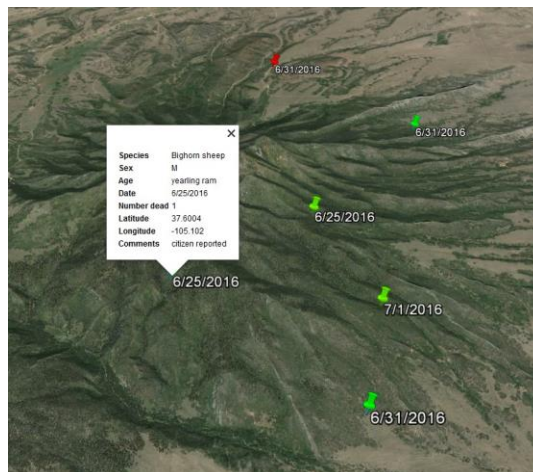 6/31/2016
6/31/2016
Species Bighorn sheep
Sex M
Age yearling ram
Date 6/25/2016
Number dead 1
Latitude 37.6004
Longitude -105.102
Comments citizen reported
6/25/2016
6/25/2016
7/1/2016
6/31/2016